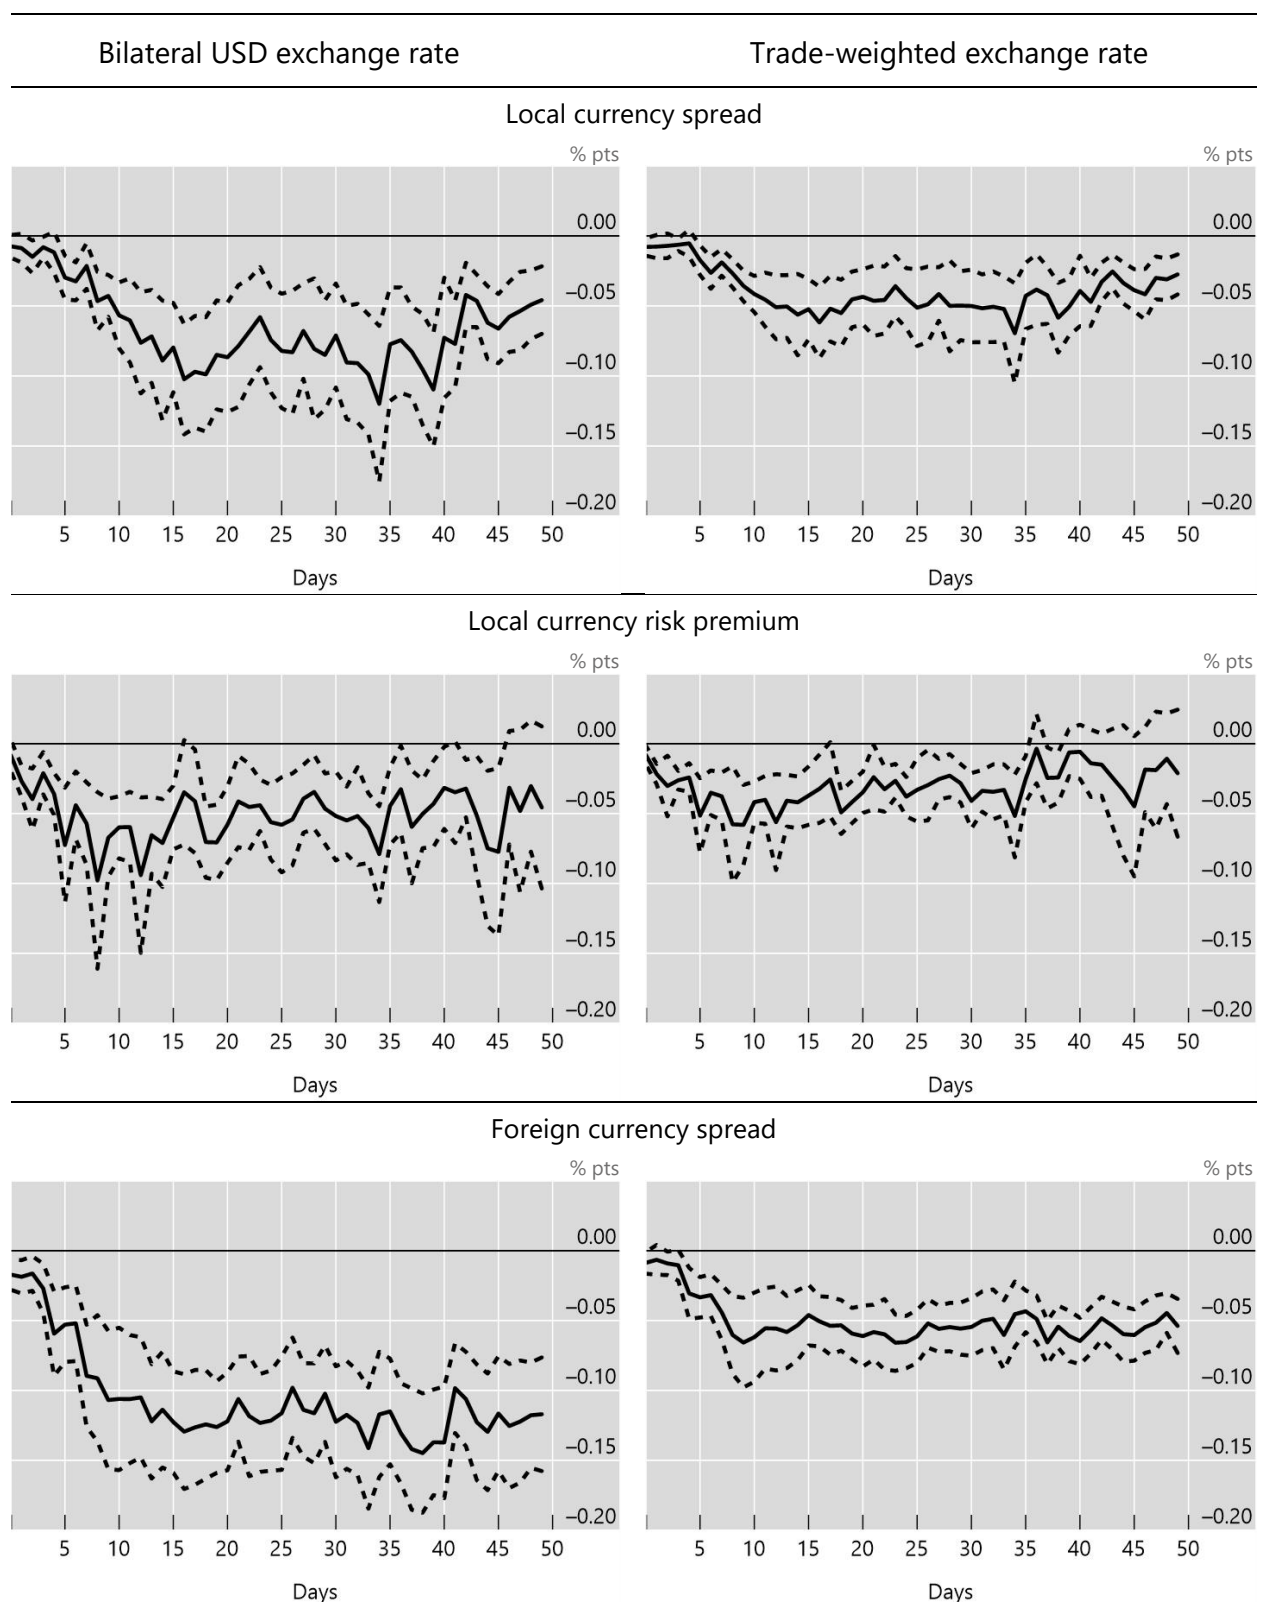 Bilateral USD exchange rate Trade-weighted exchange rate
Local currency spread
% pts % pts
0.00 0.00
–0.05 –0.05
–0.10 –0.10
–0.15 –0.15
–0.20 –0.20
5 10 15 20 25 30 35 40 45 50 5 10 15 20 25 30 35 40 45 50
Days Days
Local currency risk premium
% pts % pts
0.00 0.00
–0.05 –0.05
–0.10 –0.10
–0.15 –0.15
–0.20 –0.20
5 10 15 20 25 30 35 40 45 50 5 10 15 20 25 30 35 40 45 50
Days Days
Foreign currency spread
% pts % pts
0.00 0.00
–0.05 –0.05
–0.10 –0.10
–0.15 –0.15
–0.20 –0.20
5 10 15 20 25 30 35 40 45 50 5 10 15 20 25 30 35 40 45 50
Days Days